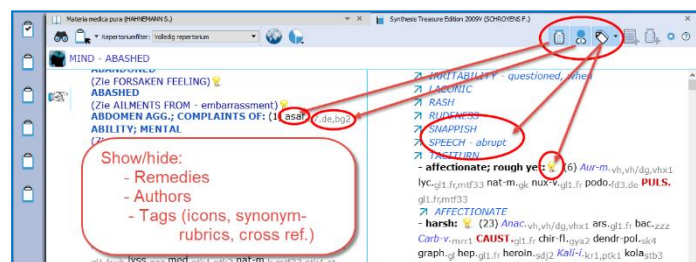 Materia medica pura (HAHNEMANN S.)
Synthesis Treasure Edition 2009V (SCHROYENS F.)
Repertoriumfilter: Volledig repertorium
MIND - ABASHED
ABANDONED
(Zie FORSAKEN FEELING)
ABASHED
(Zie AILMENTS FROM - embarrassment)
ABDOMEN AGG.; COMPLAINTS OF: (1) asaf.
ABILITY; MENTAL
Show/hide:
- Remedies
- Authors
- Tags (icons, synonym-
rubrics, cross ref.)
IRRITABILITY - questioned, when
LACONIC
RASH
RUDENESS
SNAPPISH
SPEECH - abrupt
TACITURN
- affectionate; rough yet: (6) Aur-m.vh,vh/dg,vhx1
lyc.gl1.fr,mtf33 nat-m.gk nux-v.gl1.fr podo.fd3.de PULS.
gl1.fr,mtf33
AFFECTIONATE
- harsh: (23) Anac.vh,vh/dg,vhx1 ars.gl1.fr bac.zzz
Carb-v.mrr1 CAUST.gl1.fr chir-fl.gya2 dendr-pol.sk4
graph.gl hep.gl1.fr heroin.sdj2 Kali-i.kr1,ptk1 kola.stb3